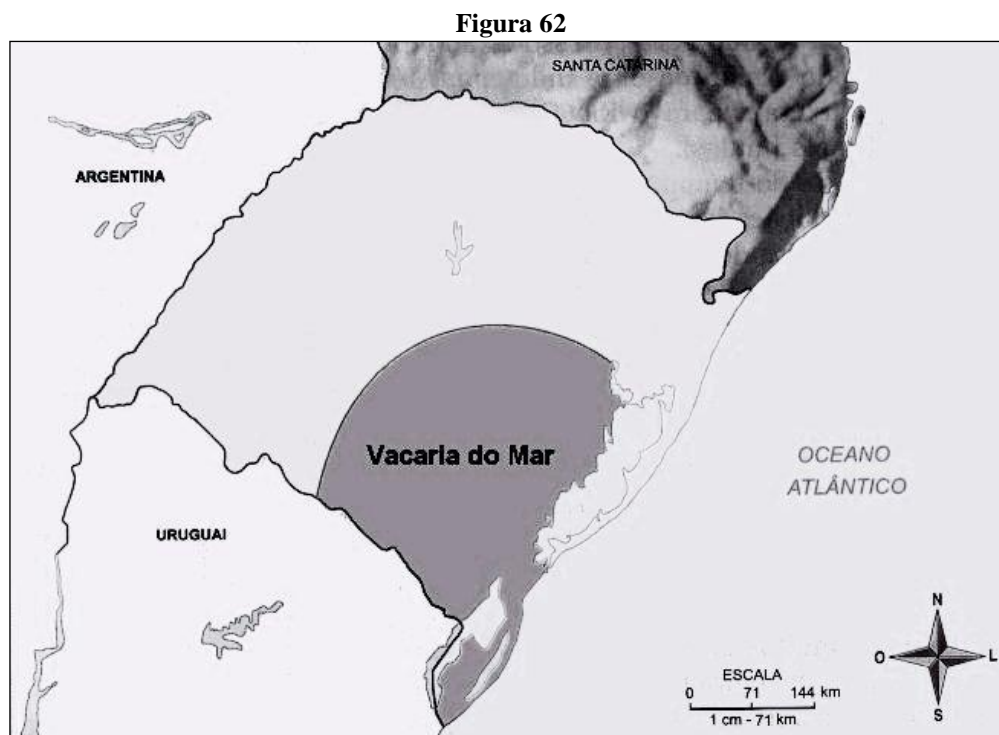 Figura 62
SANTA CATARINA
ARGENTINA
Vacaria do Mar
OCEANO
ATLÂNTICO
URUGUAI
N
O
L
S
ESCALA
0 71 144 km
1 cm - 71 km